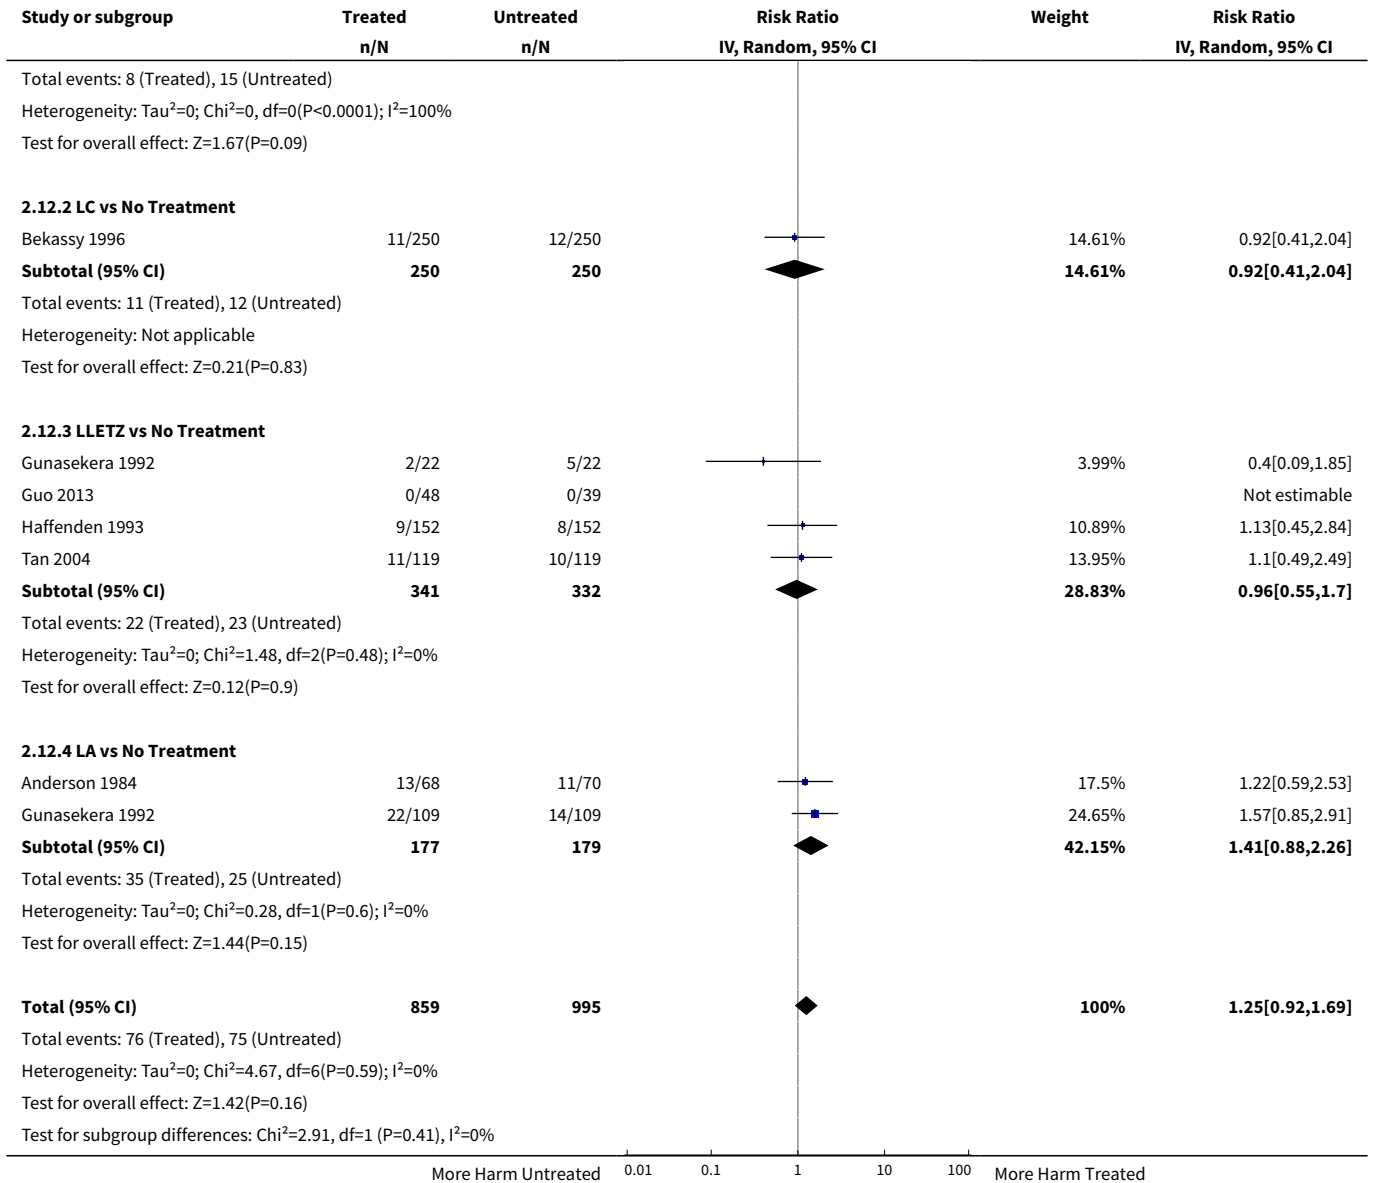 Study or subgroup Treated Untreated Risk Ratio Weight Risk Ratio
n/N n/N IV, Random, 95% CI IV, Random, 95% CI
Total events: 8 (Treated), 15 (Untreated)
Heterogeneity: Tau²=0; Chi²=0, df=0(P<0.0001); I²=100%
Test for overall effect: Z=1.67(P=0.09)
2.12.2 LC vs No Treatment
Bekassy 1996 11/250 12/250 14.61% 0.92[0.41,2.04]
Subtotal (95% CI) 250 250 14.61% 0.92[0.41,2.04]
Total events: 11 (Treated), 12 (Untreated)
Heterogeneity: Not applicable
Test for overall effect: Z=0.21(P=0.83)
2.12.3 LLETZ vs No Treatment
Gunasekera 1992 2/22 5/22 3.99% 0.4[0.09,1.85]
Guo 2013 0/48 0/39 Not estimable
Haffenden 1993 9/152 8/152 10.89% 1.13[0.45,2.84]
Tan 2004 11/119 10/119 13.95% 1.1[0.49,2.49]
Subtotal (95% CI) 341 332 28.83% 0.96[0.55,1.7]
Total events: 22 (Treated), 23 (Untreated)
Heterogeneity: Tau²=0; Chi²=1.48, df=2(P=0.48); I²=0%
Test for overall effect: Z=0.12(P=0.9)
2.12.4 LA vs No Treatment
Anderson 1984 13/68 11/70 17.5% 1.22[0.59,2.53]
Gunasekera 1992 22/109 14/109 24.65% 1.57[0.85,2.91]
Subtotal (95% CI) 177 179 42.15% 1.41[0.88,2.26]
Total events: 35 (Treated), 25 (Untreated)
Heterogeneity: Tau²=0; Chi²=0.28, df=1(P=0.6); I²=0%
Test for overall effect: Z=1.44(P=0.15)
Total (95% CI) 859 995 100% 1.25[0.92,1.69]
Total events: 76 (Treated), 75 (Untreated)
Heterogeneity: Tau²=0; Chi²=4.67, df=6(P=0.59); I²=0%
Test for overall effect: Z=1.42(P=0.16)
Test for subgroup differences: Chi²=2.91, df=1 (P=0.41), I²=0%
More Harm Untreated 0.01 0.1 1 10 100 More Harm Treated